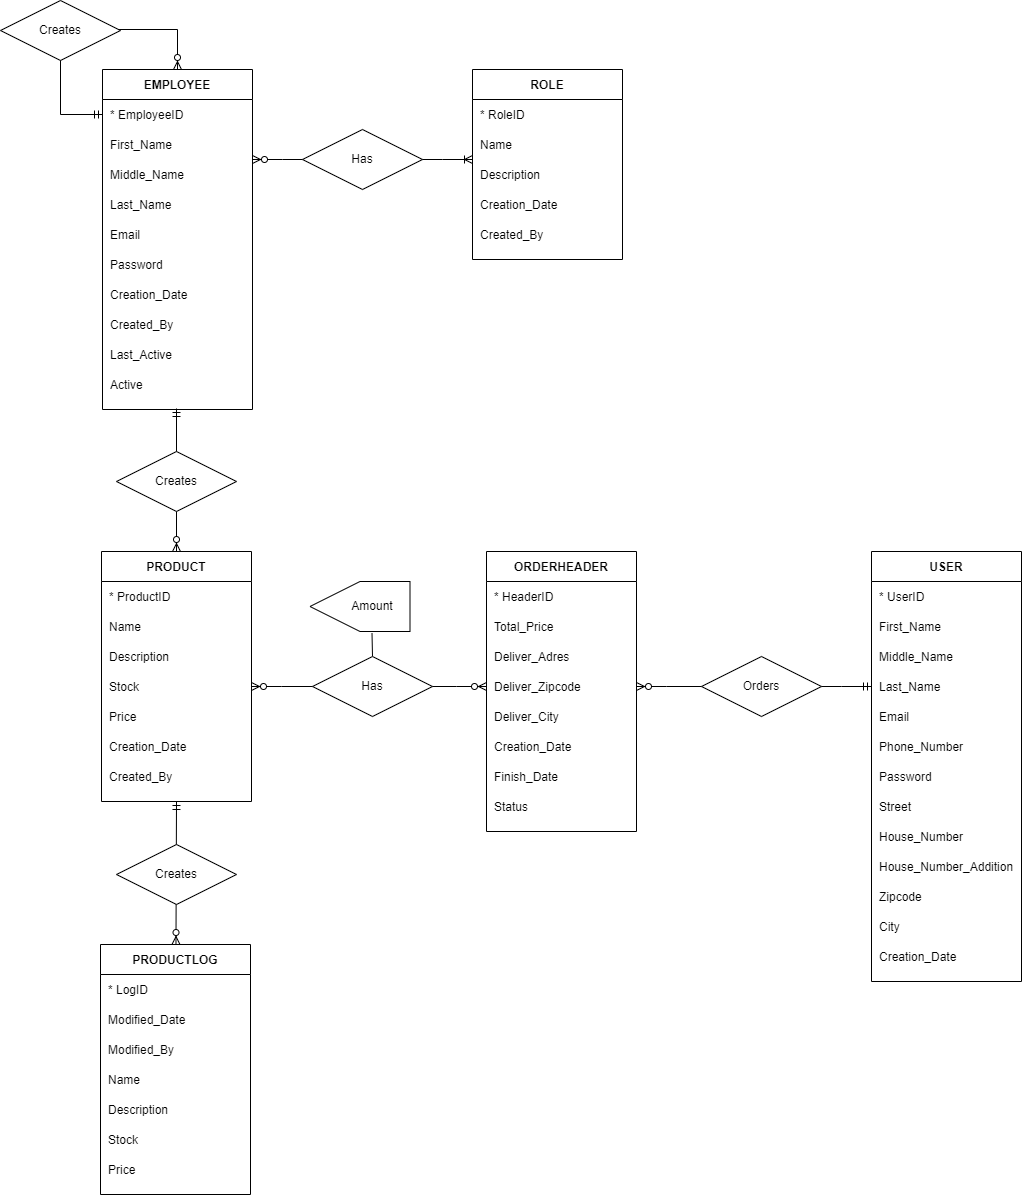 Creates
EMPLOYEE
* EmployeeID
First_Name
Middle_Name
Last_Name
Email
Password
Creation_Date
Created_By
Last_Active
Active
Has
ROLE
* RoleID
Name
Description
Creation_Date
Created_By
Creates
PRODUCT
* ProductID
Name
Description
Stock
Price
Creation_Date
Created_By
Amount
Has
ORDERHEADER
* HeaderID
Total_Price
Deliver_Adres
Deliver_Zipcode
Deliver_City
Creation_Date
Finish_Date
Status
Orders
USER
* UserID
First_Name
Middle_Name
Last_Name
Email
Phone_Number
Password
Street
House_Number
House_Number_Addition
Zipcode
City
Creation_Date
Creates
PRODUCTLOG
* LogID
Modified_Date
Modified_By
Name
Description
Stock
Price